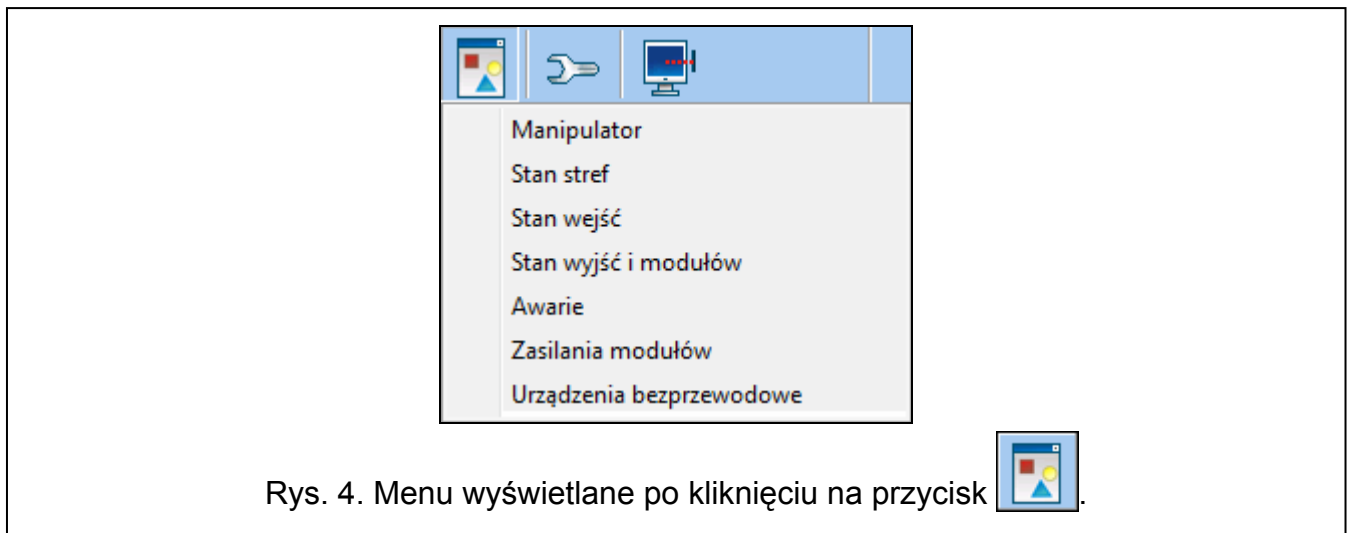 Manipulator
Stan stref
Stan wejść
Stan wyjść i modułów
Awarie
Zasilania modułów
Urządzenia bezprzewodowe
Rys. 4. Menu wyświetlane po kliknięciu na przycisk .